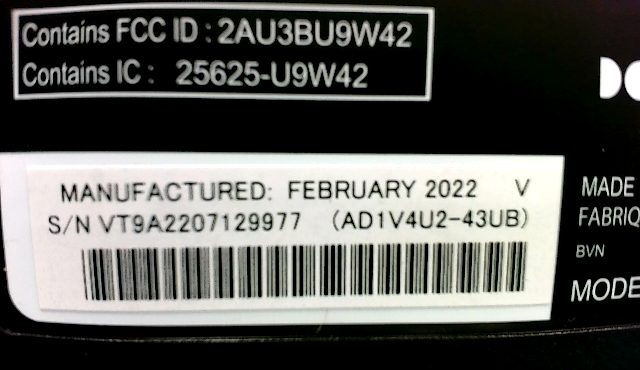 Contains FCC ID : 2AU3BU9W42
Contains IC : 25625-U9W42
MANUFACTURED: FEBRUARY 2022 V
S/N VT9A2207129977 (AD1V4U2-43UB)
MADE
FABRIQ
BVN
MODE